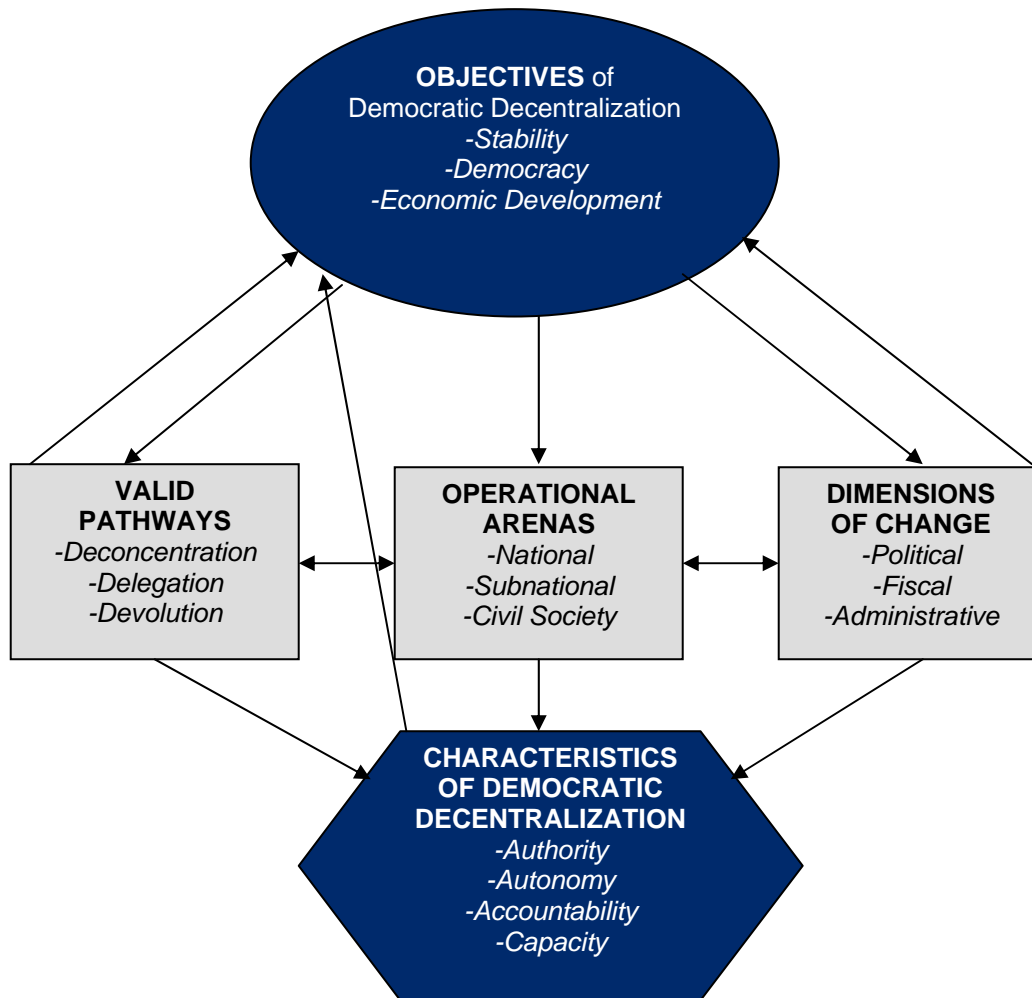 OBJECTIVES of
Democratic Decentralization
-Stability
-Democracy
-Economic Development
VALID
PATHWAYS
-Deconcentration
-Delegation
-Devolution
OPERATIONAL
ARENAS
-National
-Subnational
-Civil Society
DIMENSIONS
OF CHANGE
-Political
-Fiscal
-Administrative
CHARACTERISTICS
OF DEMOCRATIC
DECENTRALIZATION
-Authority
-Autonomy
-Accountability
-Capacity